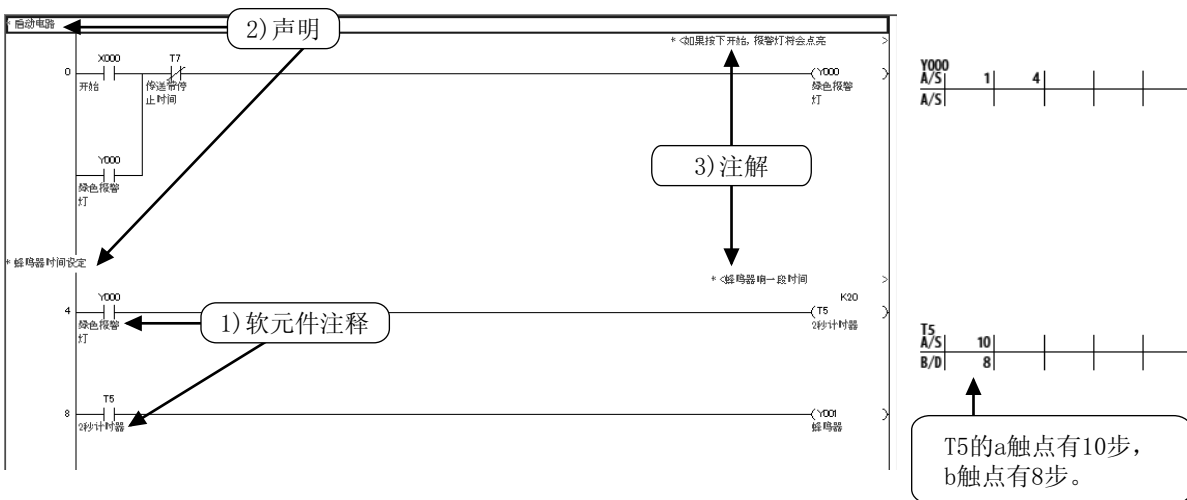 * 启动电路
2)声明
* <如果按下开始, 报警灯将会点亮 >
X000 T7
0 (Y000 )
开始 传送带停 绿色报警
止时间 灯
Y000
A/S 1 4
A/S
3)注解
Y000
绿色报警
灯
* 蜂鸣器时间设定
* <蜂鸣器响一段时间 >
Y000 K20
4 (T5 )
绿色报警 2秒计时器
灯
1)软元件注释
T5
A/S 10
B/D 8
T5
8 (Y001 )
2秒计时器 蜂鸣器
T5的a触点有10步，
b触点有8步。